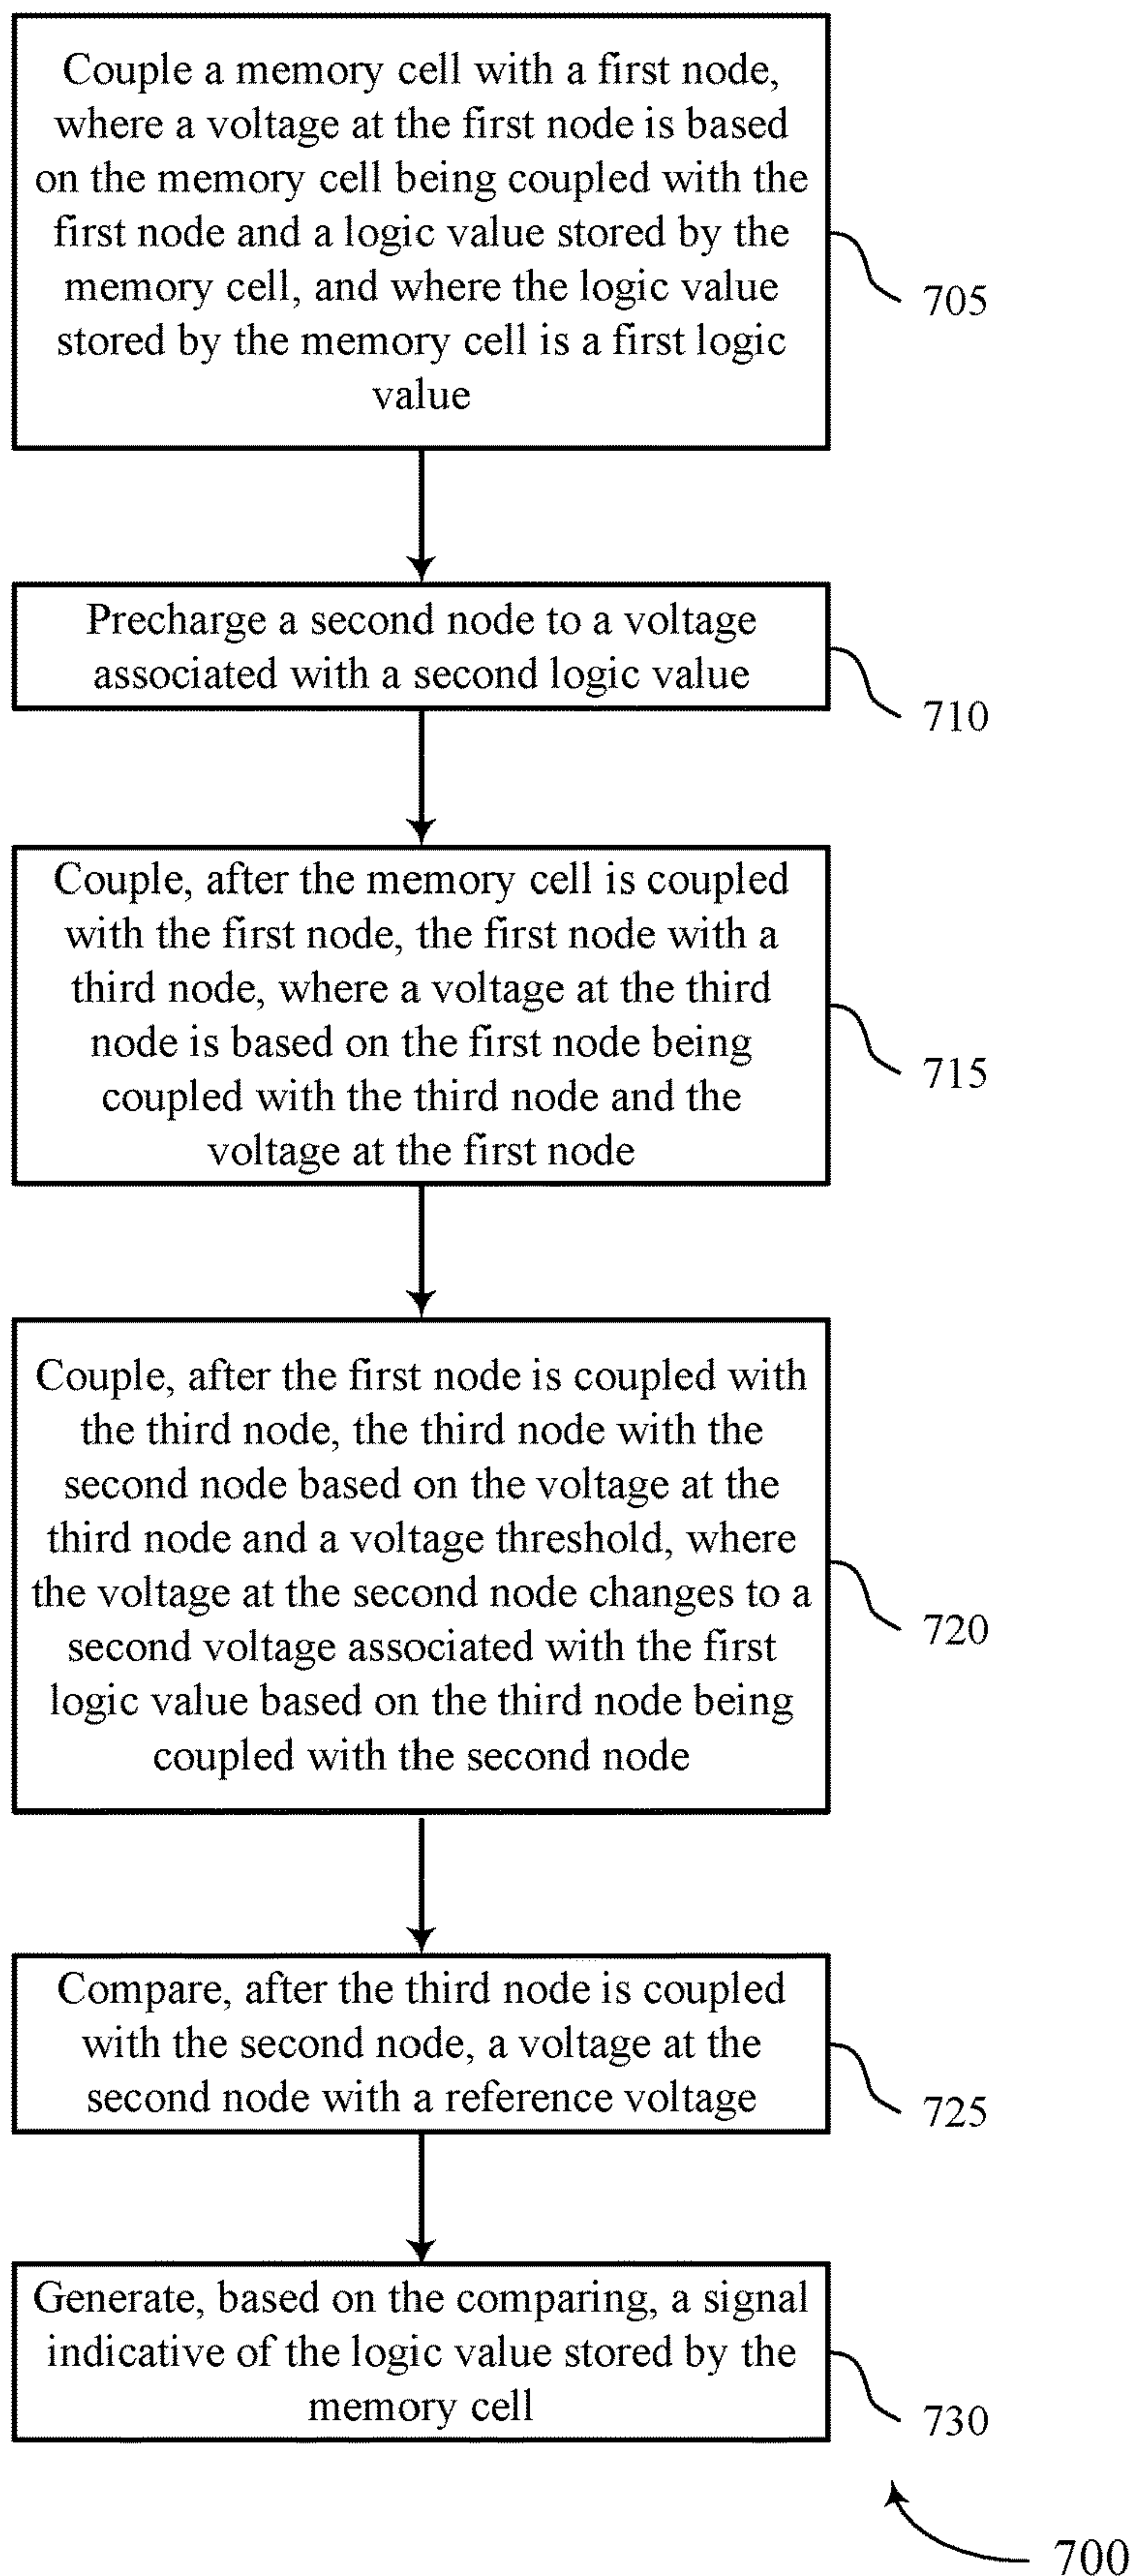 Couple a memory cell with a first node,
where a voltage at the first node is based
on the memory cell being coupled with the
first node and a logic value stored by the
memory cell, and where the logic value
stored by the memory cell is a first logic
value
705
Precharge a second node to a voltage
associated with a second logic value
710
Couple, after the memory cell is coupled
with the first node, the first node with a
third node, where a voltage at the third
node is based on the first node being
coupled with the third node and the
voltage at the first node
715
Couple, after the first node is coupled with
the third node, the third node with the
second node based on the voltage at the
third node and a voltage threshold, where
the voltage at the second node changes to a
second voltage associated with the first
logic value based on the third node being
coupled with the second node
720
Compare, after the third node is coupled
with the second node, a voltage at the
second node with a reference voltage
725
Generate, based on the comparing, a signal
indicative of the logic value stored by the
memory cell
730
700